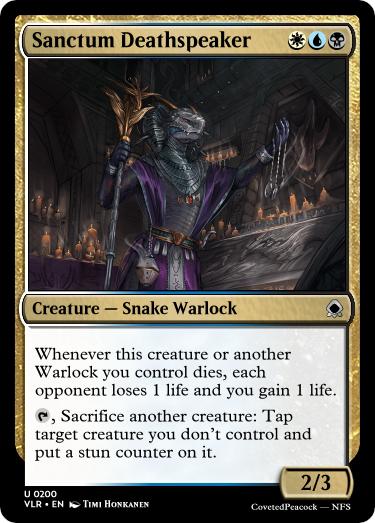 Sanctum Deathspeaker
Creature — Snake Warlock
Whenever this creature or another
Warlock you control dies, each
opponent loses 1 life and you gain 1 life.
, Sacrifice another creature: Tap
target creature you don't control and
put a stun counter on it.
2/3
U 0200
VLR • EN TIMI HONKANEN
CovetedPeacock — NFS